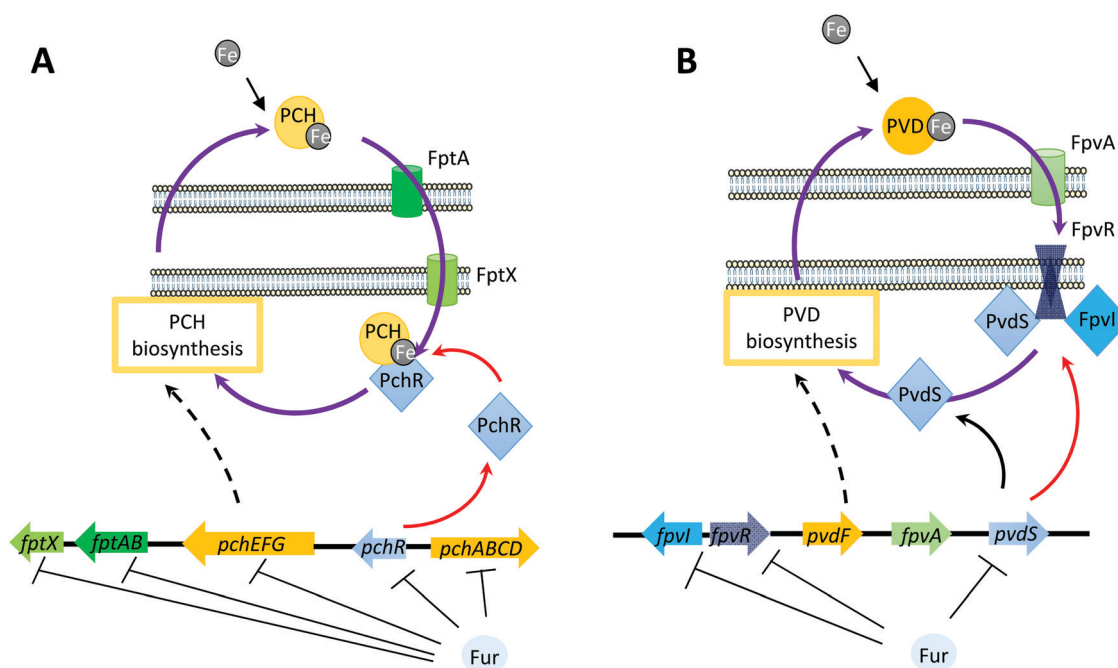 A
Fe
PCH
Fe
FptA
FptX
PCH
biosynthesis
PCH
Fe
PchR
PchR
fptX
fptAB
pchEFG
pchR
pchABCD
Fur
B
Fe
PVD
Fe
FpvA
FpvR
PVD
biosynthesis
PvdS
FpvI
PvdS
fpvI
fpvR
pvdF
fpvA
pvdS
Fur